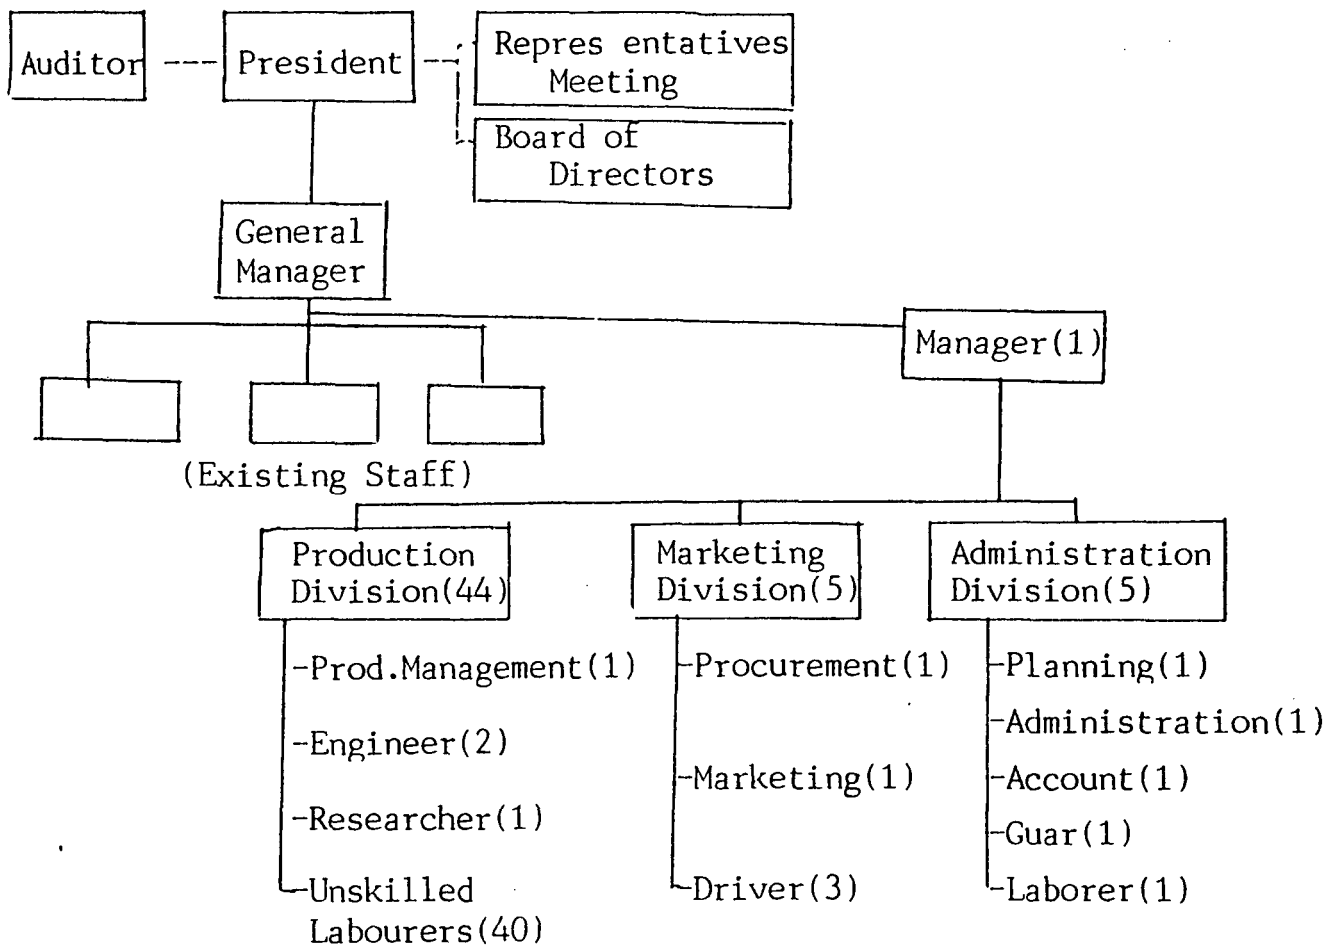 Auditor
President
Repres entatives
Meeting
Board of
Directors
General
Manager
Manager(1)
(Existing Staff)
Production
Division(44)
-Prod.Management(1)
-Engineer(2)
-Researcher(1)
-Unskilled
Labourers(40)
Marketing
Division(5)
-Procurement(1)
-Marketing(1)
-Driver(3)
Administration
Division(5)
-Planning(1)
-Administration(1)
-Account(1)
-Guar(1)
-Laborer(1)